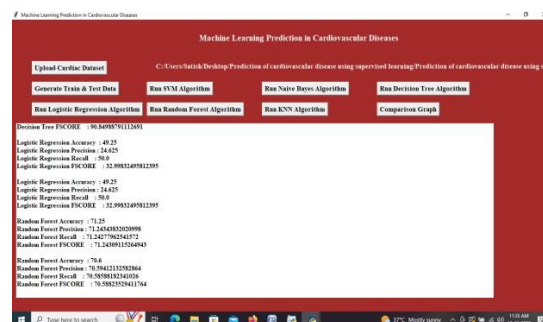 Machine Learning Prediction in Cardiovascular Diseases
Machine Learning Prediction in Cardiovascular Diseases
Upload Cardiac Dataset
C:/Users/Satish/Desktop/Prediction of cardiovascular disease using supervised learning/Prediction of cardiovascular disease using s
Generate Train & Test Data
Run SVM Algorithm
Run Naive Bayes Algorithm
Run Decision Tree Algorithm
Run Logistic Regression Algorithm
Run Random Forest Algorithm
Run KNN Algorithm
Comparison Graph
Decision Tree FSCORE : 90.84988791112691
Logistic Regression Accuracy : 49.25
Logistic Regression Precision : 24.625
Logistic Regression Recall : 50.0
Logistic Regression FSCORE : 32.99832495812395
Logistic Regression Accuracy : 49.25
Logistic Regression Precision : 24.625
Logistic Regression Recall : 50.0
Logistic Regression FSCORE : 32.99832495812395
Random Forest Accuracy : 71.25
Random Forest Precision : 71.24343832020998
Random Forest Recall : 71.24277962541572
Random Forest FSCORE : 71.24309115264943
Random Forest Accuracy : 70.6
Random Forest Precision : 70.59412132582864
Random Forest Recall : 70.58588182341026
Random Forest FSCORE : 70.58823529411764
Type here to search
37°C Mostly sunny
11:35 AM